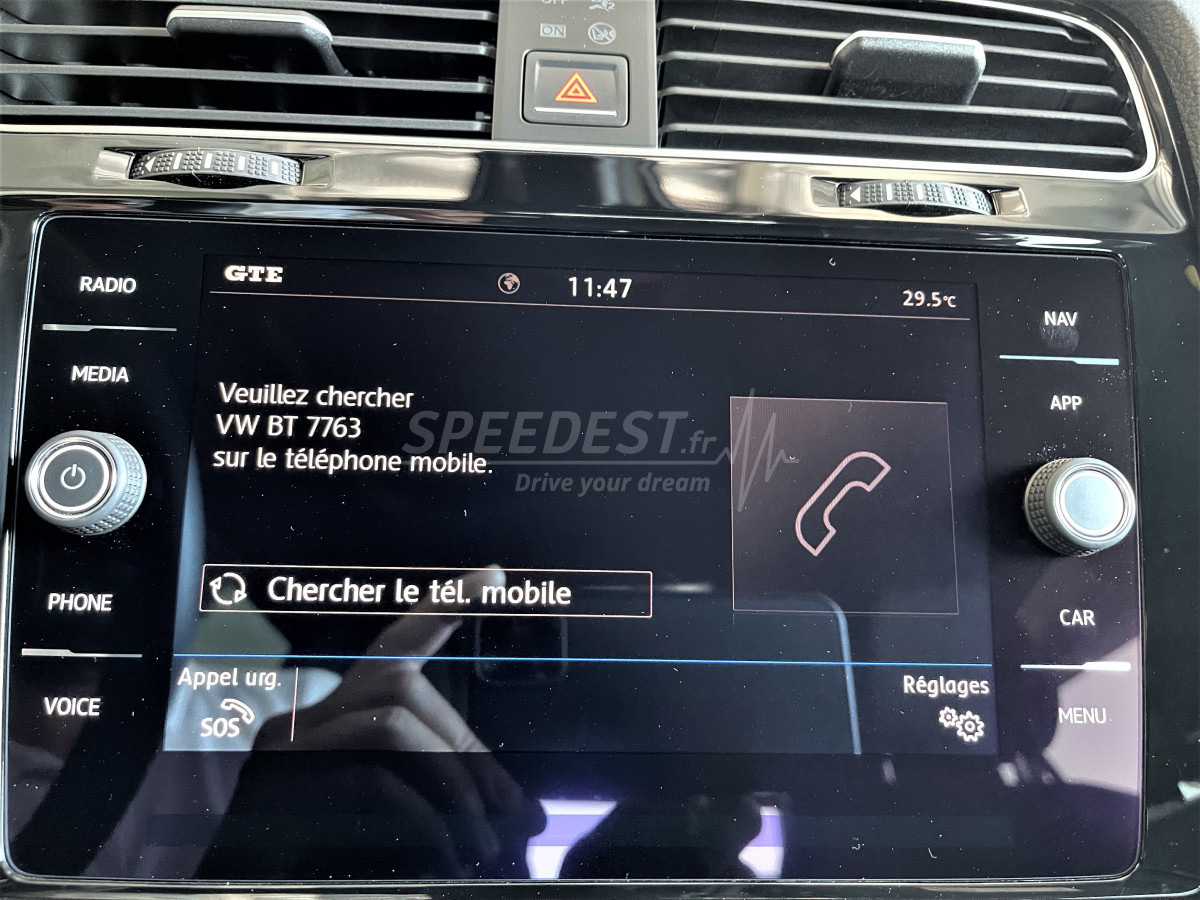 OFF
ON
RADIO
GTE
11:47
29.5°C
NAV
MEDIA
APP
Veuillez chercher
VW BT 7763
sur le téléphone mobile.
SPEEDEST.fr
Drive your dream
Chercher le tél. mobile
PHONE
CAR
Appel urg.
SOS
Réglages
VOICE
MENU